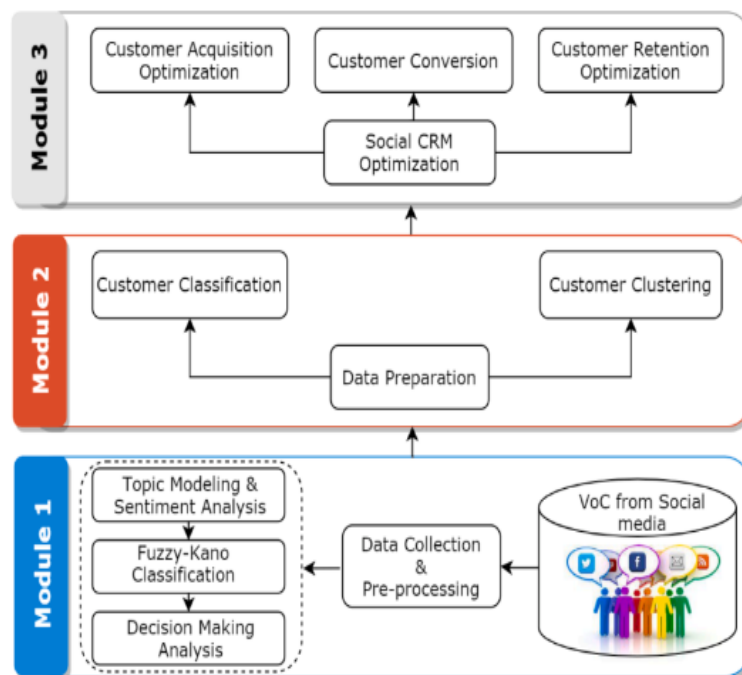 Module 3
Customer Acquisition
Optimization
Customer Conversion
Customer Retention
Optimization
Social CRM
Optimization
Module 2
Customer Classification
Customer Clustering
Data Preparation
Module 1
Topic Modeling &
Sentiment Analysis
Fuzzy-Kano
Classification
Decision Making
Analysis
Data Collection
&
Pre-processing
VoC from Social
media